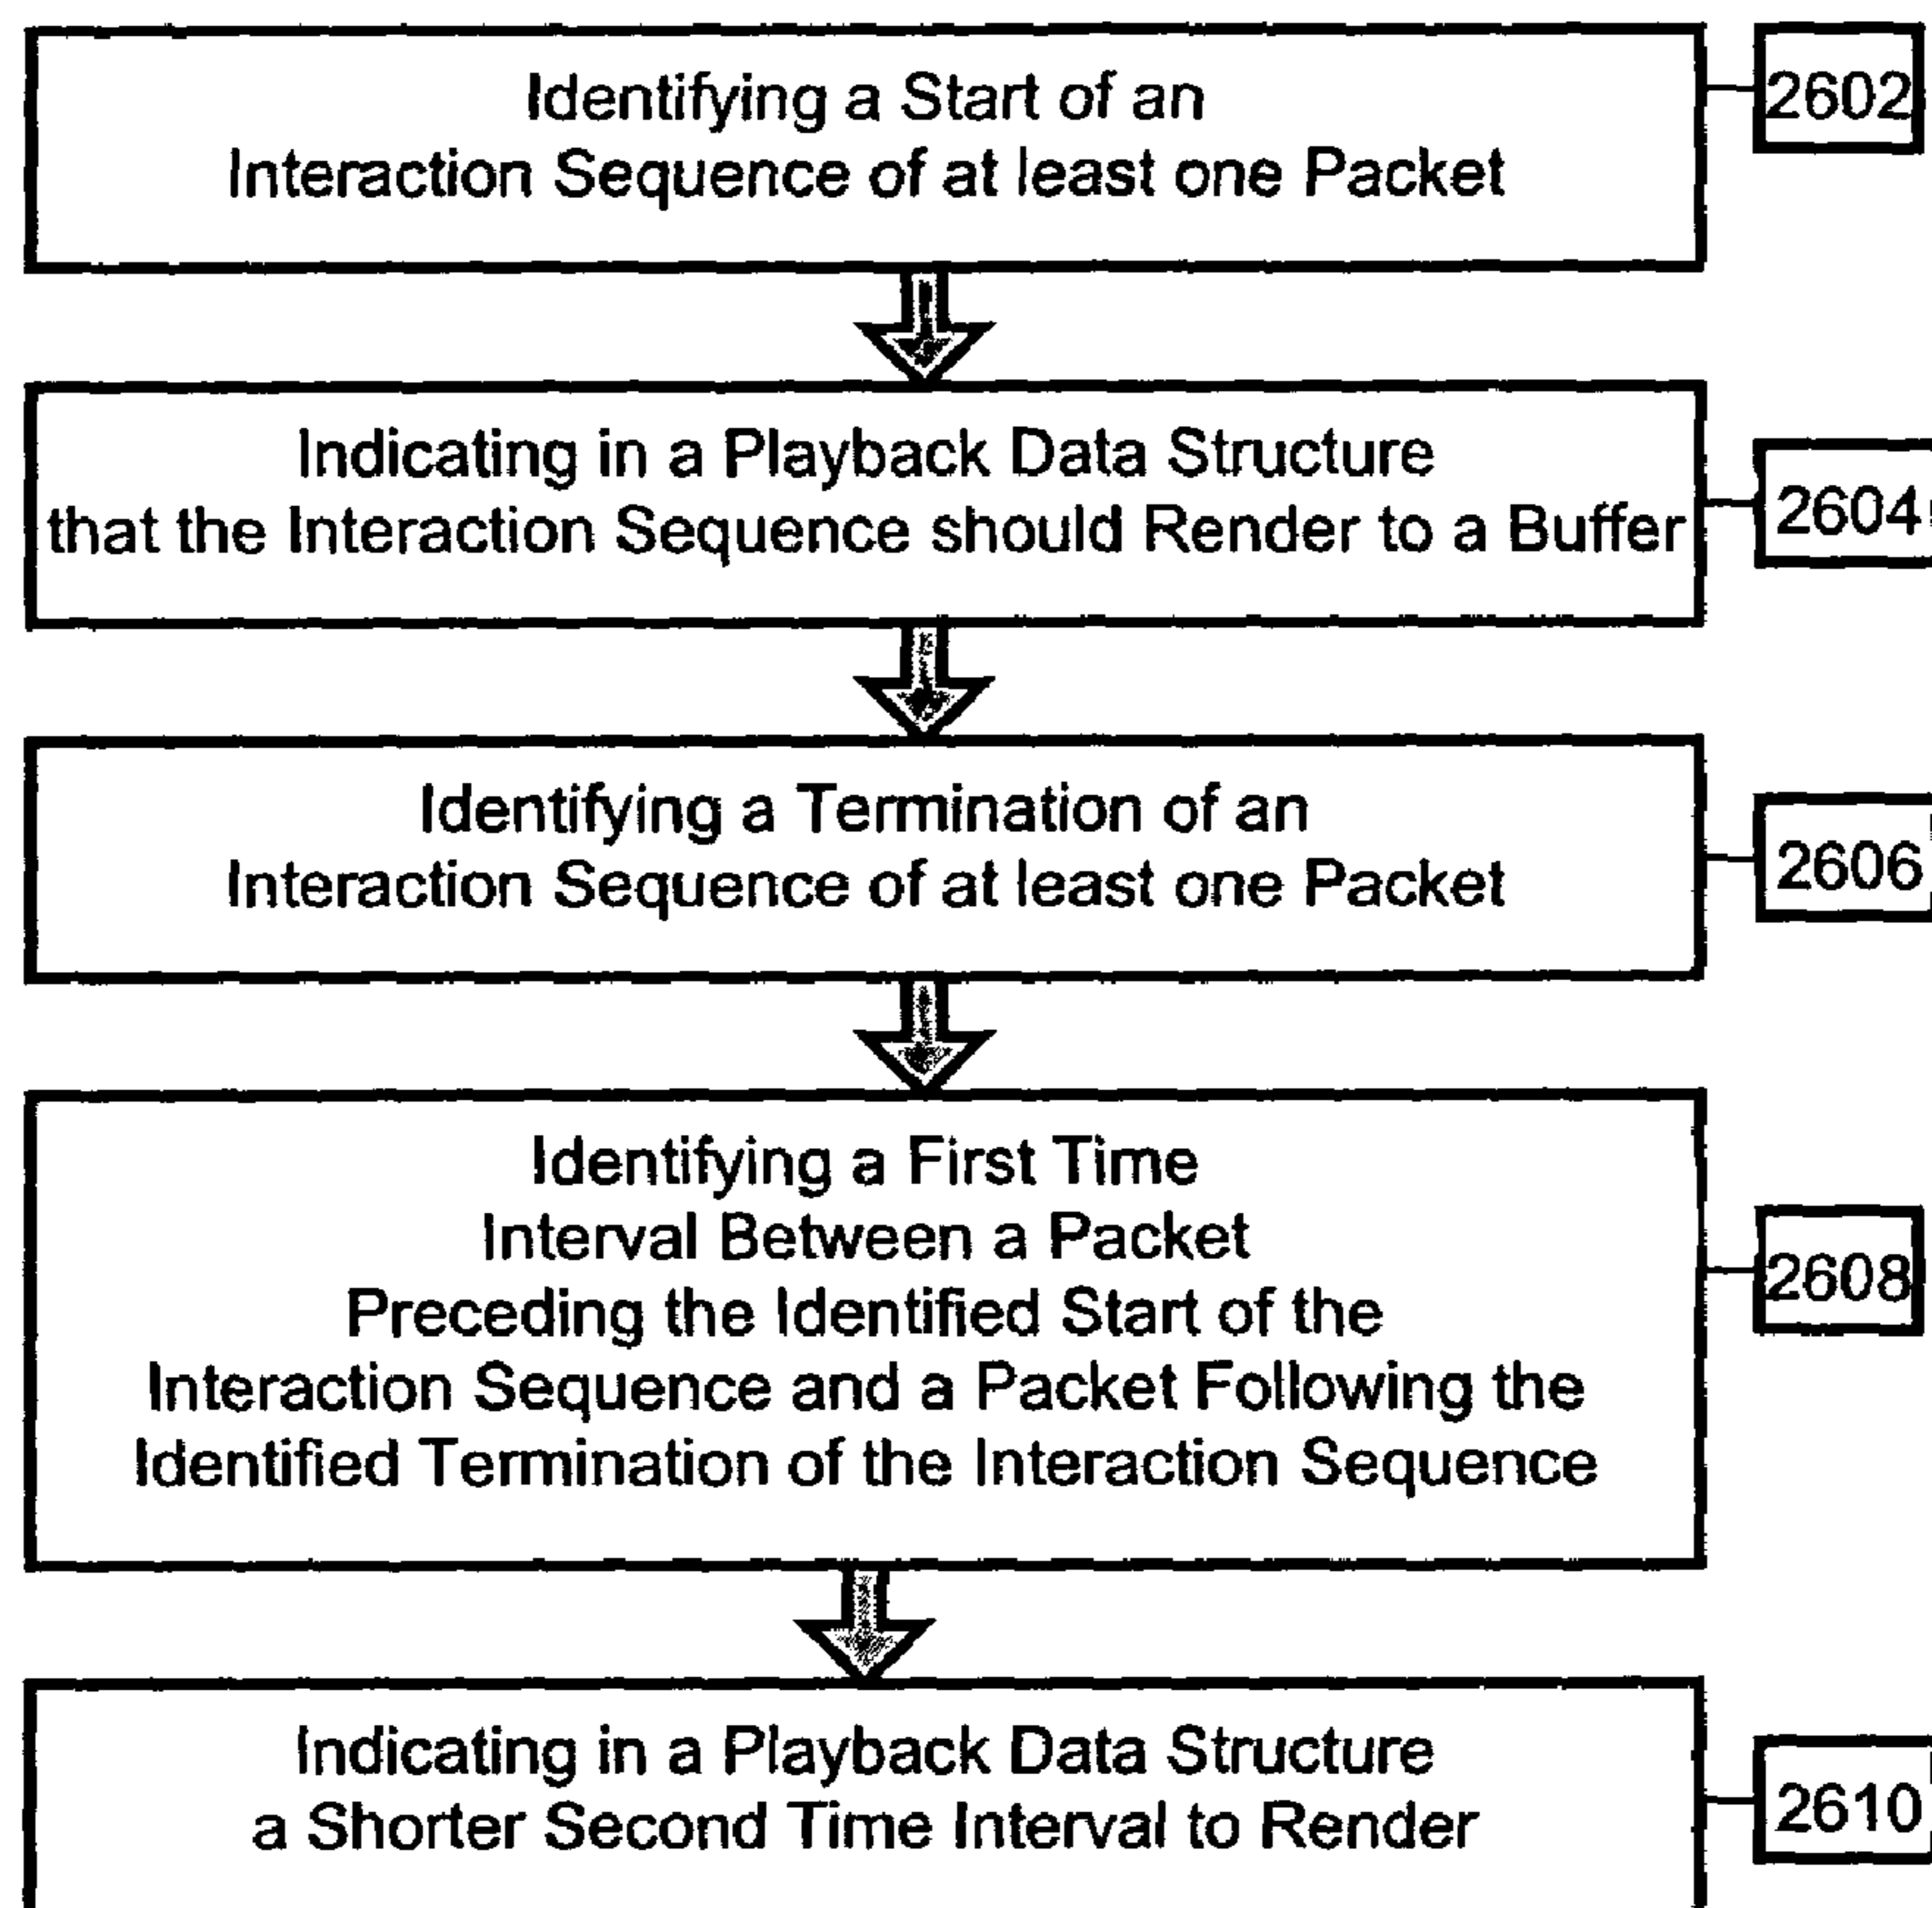 Identifying a Start of an
Interaction Sequence of at least one Packet
2602
Indicating in a Playback Data Structure
that the Interaction Sequence should Render to a Buffer
2604
Identifying a Termination of an
Interaction Sequence of at least one Packet
2606
Identifying a First Time
Interval Between a Packet
Preceding the Identified Start of the
Interaction Sequence and a Packet Following the
Identified Termination of the Interaction Sequence
2608
Indicating in a Playback Data Structure
a Shorter Second Time Interval to Render
2610